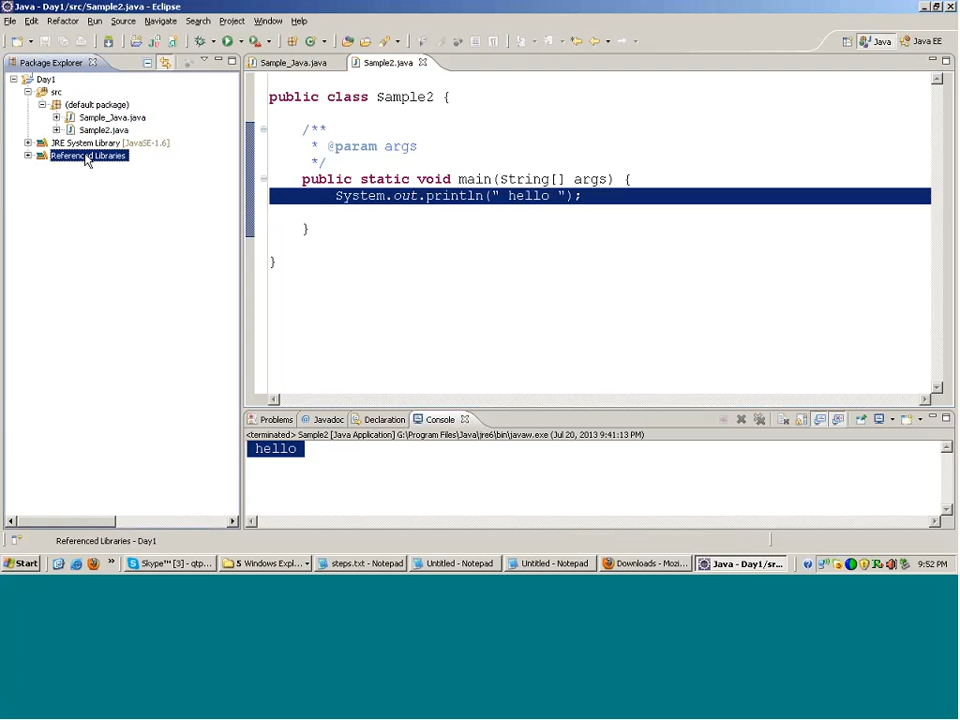 Java - Day1/src/Sample2.java - Eclipse
File Edit Refactor Run Source Navigate Search Project Window Help
Java Java EE
Package Explorer
Day1
src
(default package)
Sample_Java.java
Sample2.java
JRE System Library [JavaSE-1.6]
Referenced Libraries
Sample_Java.java Sample2.java
public class Sample2 {
/**
* @param args
*/
public static void main(String[] args) {
System.out.println(" hello ");
}
}
Problems @ Javadoc Declaration Console
<terminated> Sample2 [Java Application] G:\Program Files\Java\jre6\bin\javaw.exe (Jul 20, 2013 9:41:13 PM)
hello
Referenced Libraries - Day1
Start Skype™ [3] - qtp... 5 Windows Expl... steps.txt - Notepad Untitled - Notepad Untitled - Notepad Downloads - Mozi... Java - Day1/sr... 9:52 PM